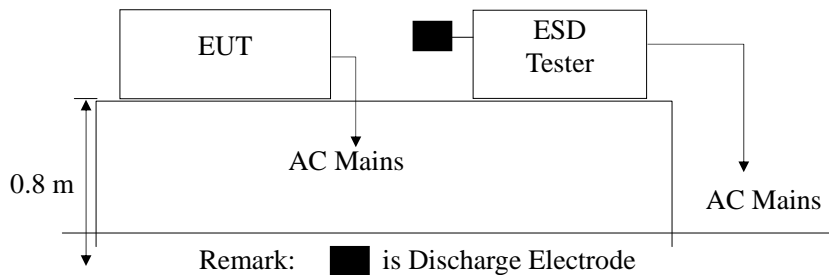 EUT
ESD
Tester
AC Mains
0.8 m
AC Mains
Remark: is Discharge Electrode